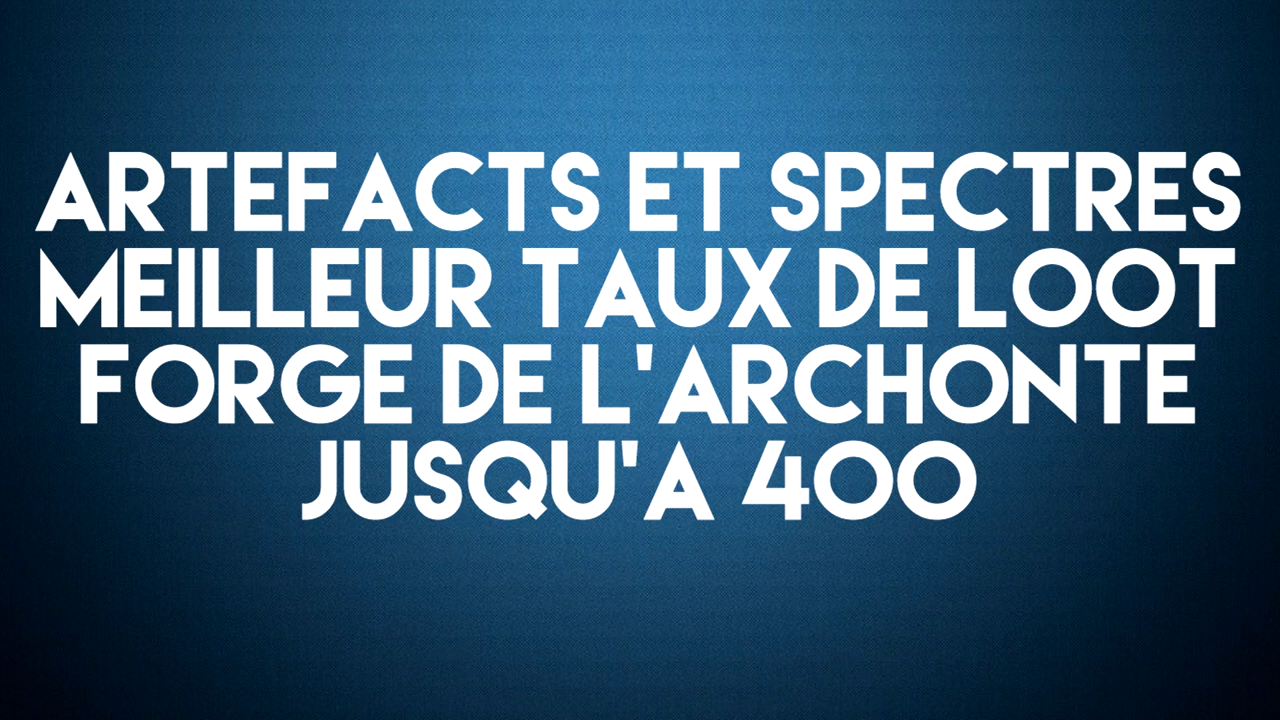 ARTEFACTS ET SPECTRES
MEILLEUR TAUX DE LOOT
FORGE DE L'ARCHONTE
JUSQU'A 400